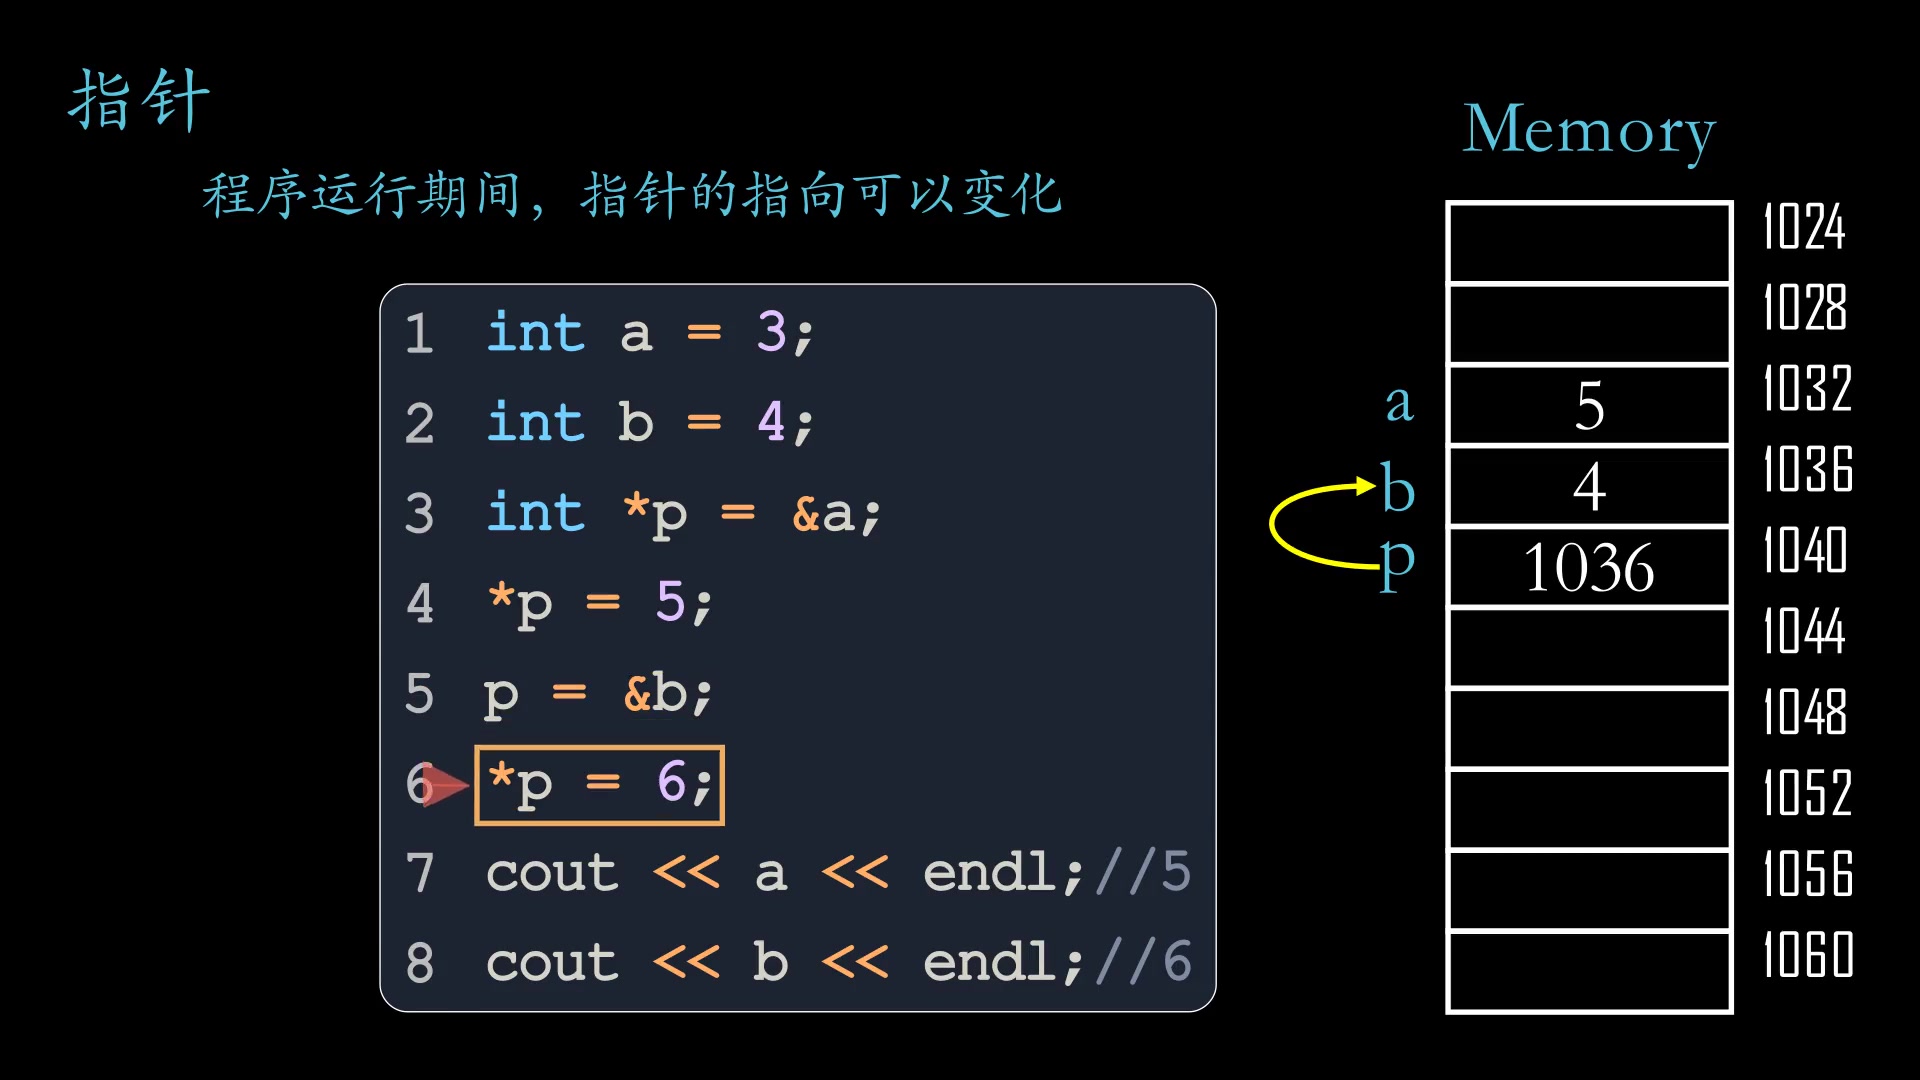 指针
程序运行期间，指针的指向可以变化
1 int a = 3;
2 int b = 4;
3 int *p = &a;
4 *p = 5;
5 p = &b;
6 *p = 6;
7 cout << a << endl;//5
8 cout << b << endl;//6
Memory
1024
1028
a 5 1032
b 4 1036
p 1036 1040
1044
1048
1052
1056
1060